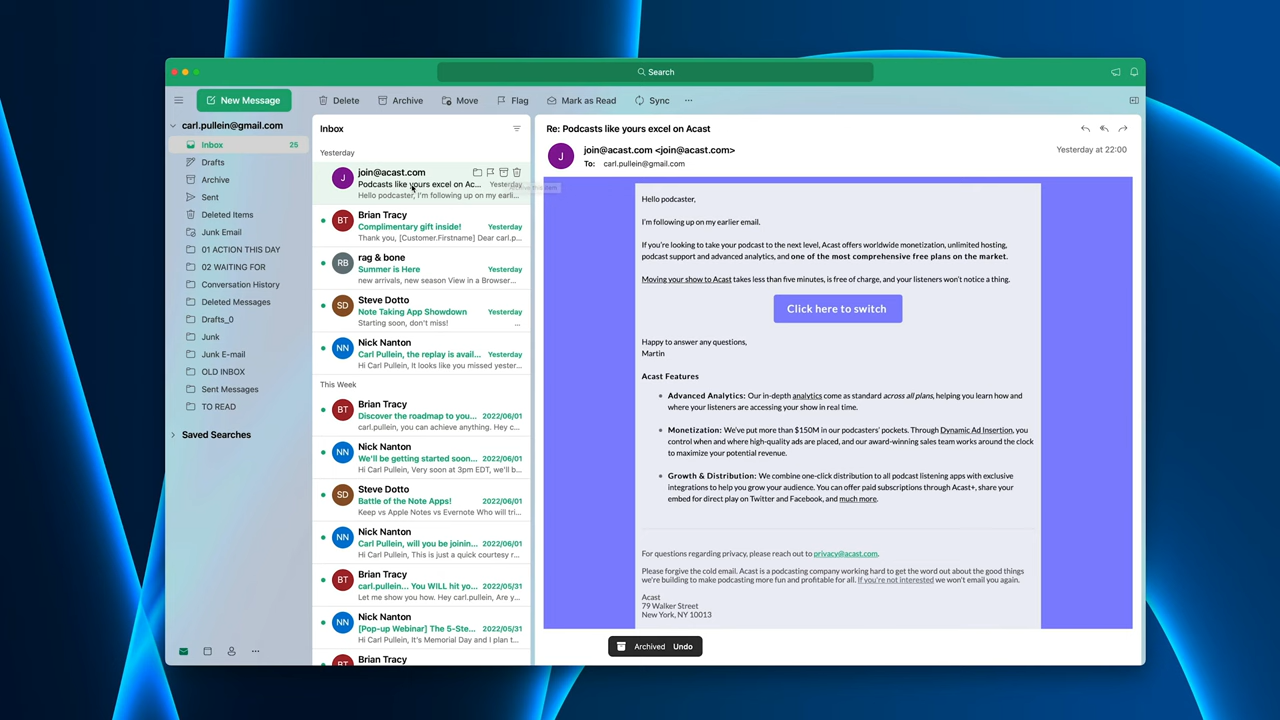 Search
New Message
Delete
Archive
Move
Flag
Mark as Read
Sync
carl.pullein@gmail.com
Inbox 25
Drafts
Archive
Sent
Deleted Items
Junk Email
01 ACTION THIS DAY
02 WAITING FOR
Conversation History
Deleted Messages
Drafts_0
Junk
Junk E-mail
OLD INBOX
Sent Messages
TO READ
Saved Searches
Inbox
Yesterday
J
join@acast.com
Podcasts like yours excel on Ac... Yesterday
Hello podcaster, I'm following up on my earli...
BT
Brian Tracy
Complimentary gift inside! Yesterday
Thank you, [Customer.Firstname] Dear carl.p...
RB
rag & bone
Summer is Here Yesterday
new arrivals, new season View in a Browser...
SD
Steve Dotto
Note Taking App Showdown Yesterday
Starting soon, don't miss! ...
NN
Nick Nanton
Carl Pullein, the replay is avail... Yesterday
Hi Carl Pullein, It looks like you missed yester...
This Week
BT
Brian Tracy
Discover the roadmap to you... 2022/06/01
carl.pullein, you can achieve anything. Hey c...
NN
Nick Nanton
We'll be getting started soon... 2022/06/01
Hi Carl Pullein, Very soon at 3pm EDT, we'll b...
SD
Steve Dotto
Battle of the Note Apps! 2022/06/01
Keep vs Apple Notes vs Evernote Who will tri...
NN
Nick Nanton
Carl Pullein, will you be joinin... 2022/06/01
Hi Carl Pullein, This is just a quick courtesy r...
BT
Brian Tracy
carl.pullein... You WILL hit yo... 2022/05/31
Let me show you how. Hey carl.pullein, Are y...
NN
Nick Nanton
[Pop-up Webinar] The 5-Ste... 2022/05/31
Hi Carl Pullein, It's Memorial Day and I plan t...
BT
Brian Tracy
Re: Podcasts like yours excel on Acast
J
join@acast.com <join@acast.com>
To: carl.pullein@gmail.com
Yesterday at 22:00
Hello podcaster,
I'm following up on my earlier email.
If you're looking to take your podcast to the next level, Acast offers worldwide monetization, unlimited hosting,
podcast support and advanced analytics, and one of the most comprehensive free plans on the market.
Moving your show to Acast takes less than five minutes, is free of charge, and your listeners won't notice a thing.
Click here to switch
Happy to answer any questions,
Martin
Acast Features
Advanced Analytics: Our in-depth analytics come as standard across all plans, helping you learn how and
where your listeners are accessing your show in real time.
Monetization: We've put more than $150M in our podcasters' pockets. Through Dynamic Ad Insertion, you
control when and where high-quality ads are placed, and our award-winning sales team works around the clock
to maximize your potential revenue.
Growth & Distribution: We combine one-click distribution to all podcast listening apps with exclusive
integrations to help you grow your audience. You can offer paid subscriptions through Acast+, share your
embed for direct play on Twitter and Facebook, and much more.
For questions regarding privacy, please reach out to privacy@acast.com.
Please forgive the cold email. Acast is a podcasting company working hard to get the word out about the good things
we're building to make podcasting more fun and profitable for all. If you're not interested we won't email you again.
Acast
79 Walker Street
New York, NY 10013
Archived Undo